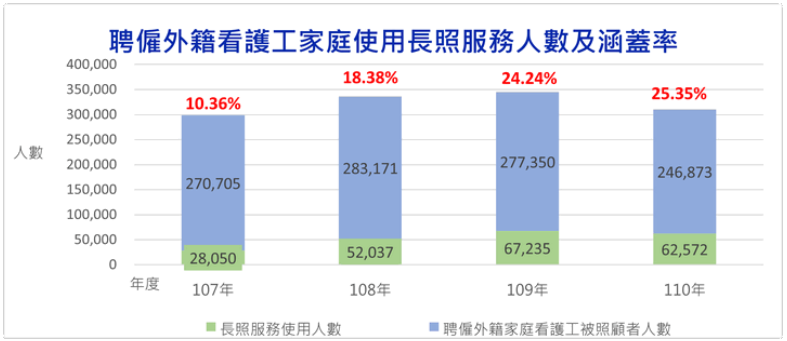 聘僱外籍看護工家庭使用長照服務人數及涵蓋率
400,000
350,000
300,000
250,000
200,000
150,000
100,000
50,000
0
人數
10.36%
18.38%
24.24%
25.35%
270,705
283,171
277,350
246,873
28,050
52,037
67,235
62,572
年度
107年
108年
109年
110年
長照服務使用人數
聘僱外籍家庭看護工被照顧者人數